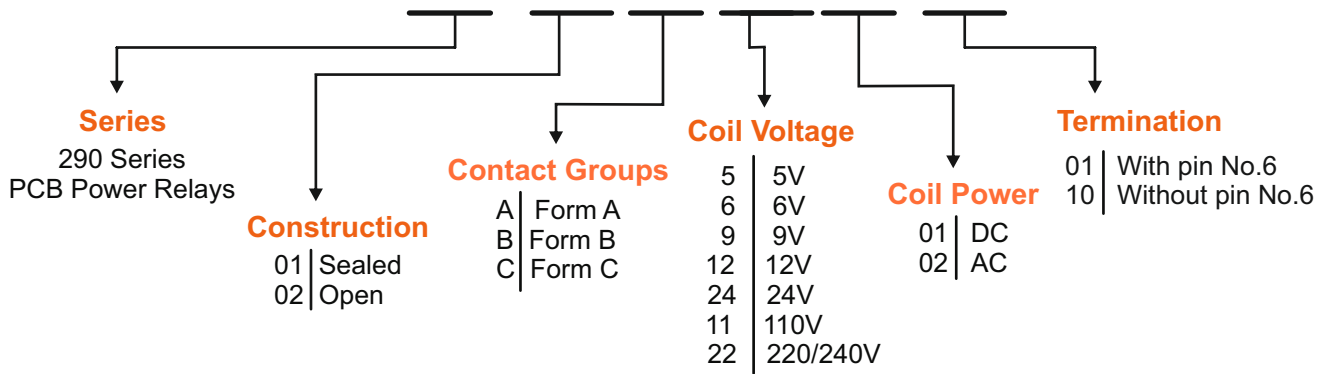 Series
290 Series
PCB Power Relays
Construction
01 Sealed
02 Open
Contact Groups
A Form A
B Form B
C Form C
Coil Voltage
5 5V
6 6V
9 9V
12 12V
24 24V
11 110V
22 220/240V
Coil Power
01 DC
02 AC
Termination
01 With pin No.6
10 Without pin No.6